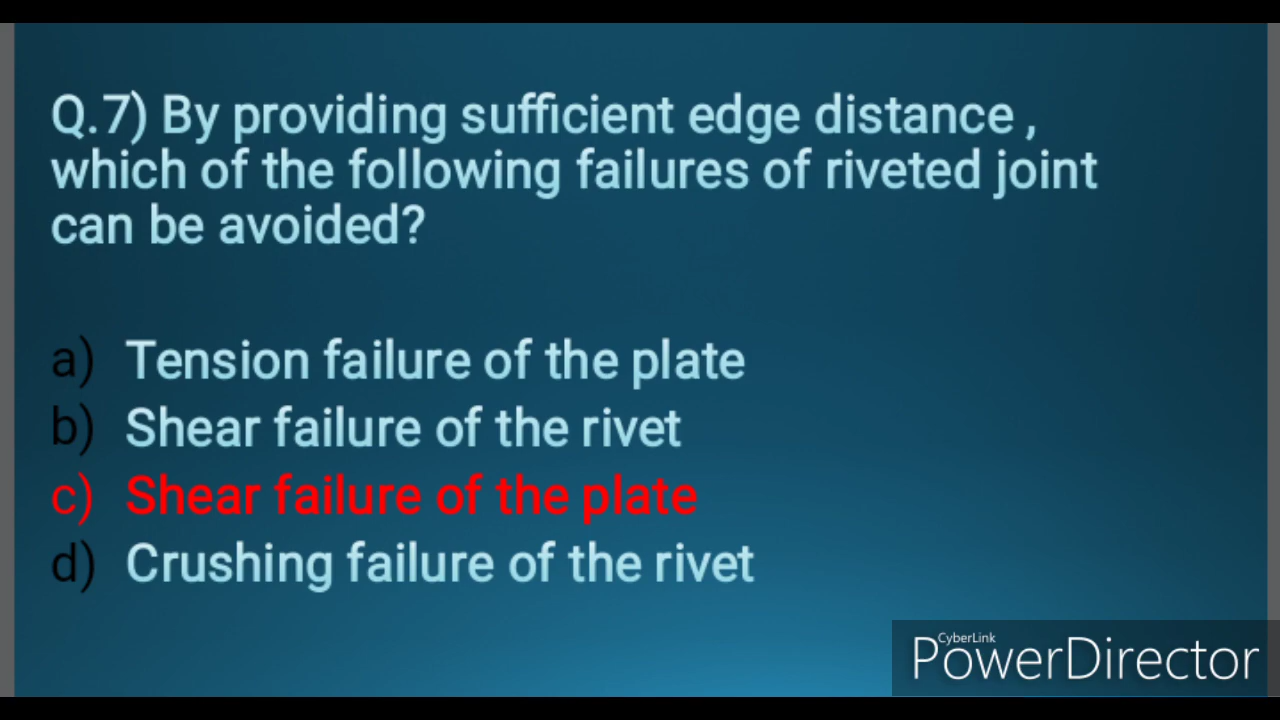 Q.7) By providing sufficient edge distance ,
which of the following failures of riveted joint
can be avoided?
a) Tension failure of the plate
b) Shear failure of the rivet
c) Shear failure of the plate
d) Crushing failure of the rivet
CyberLink
PowerDirector